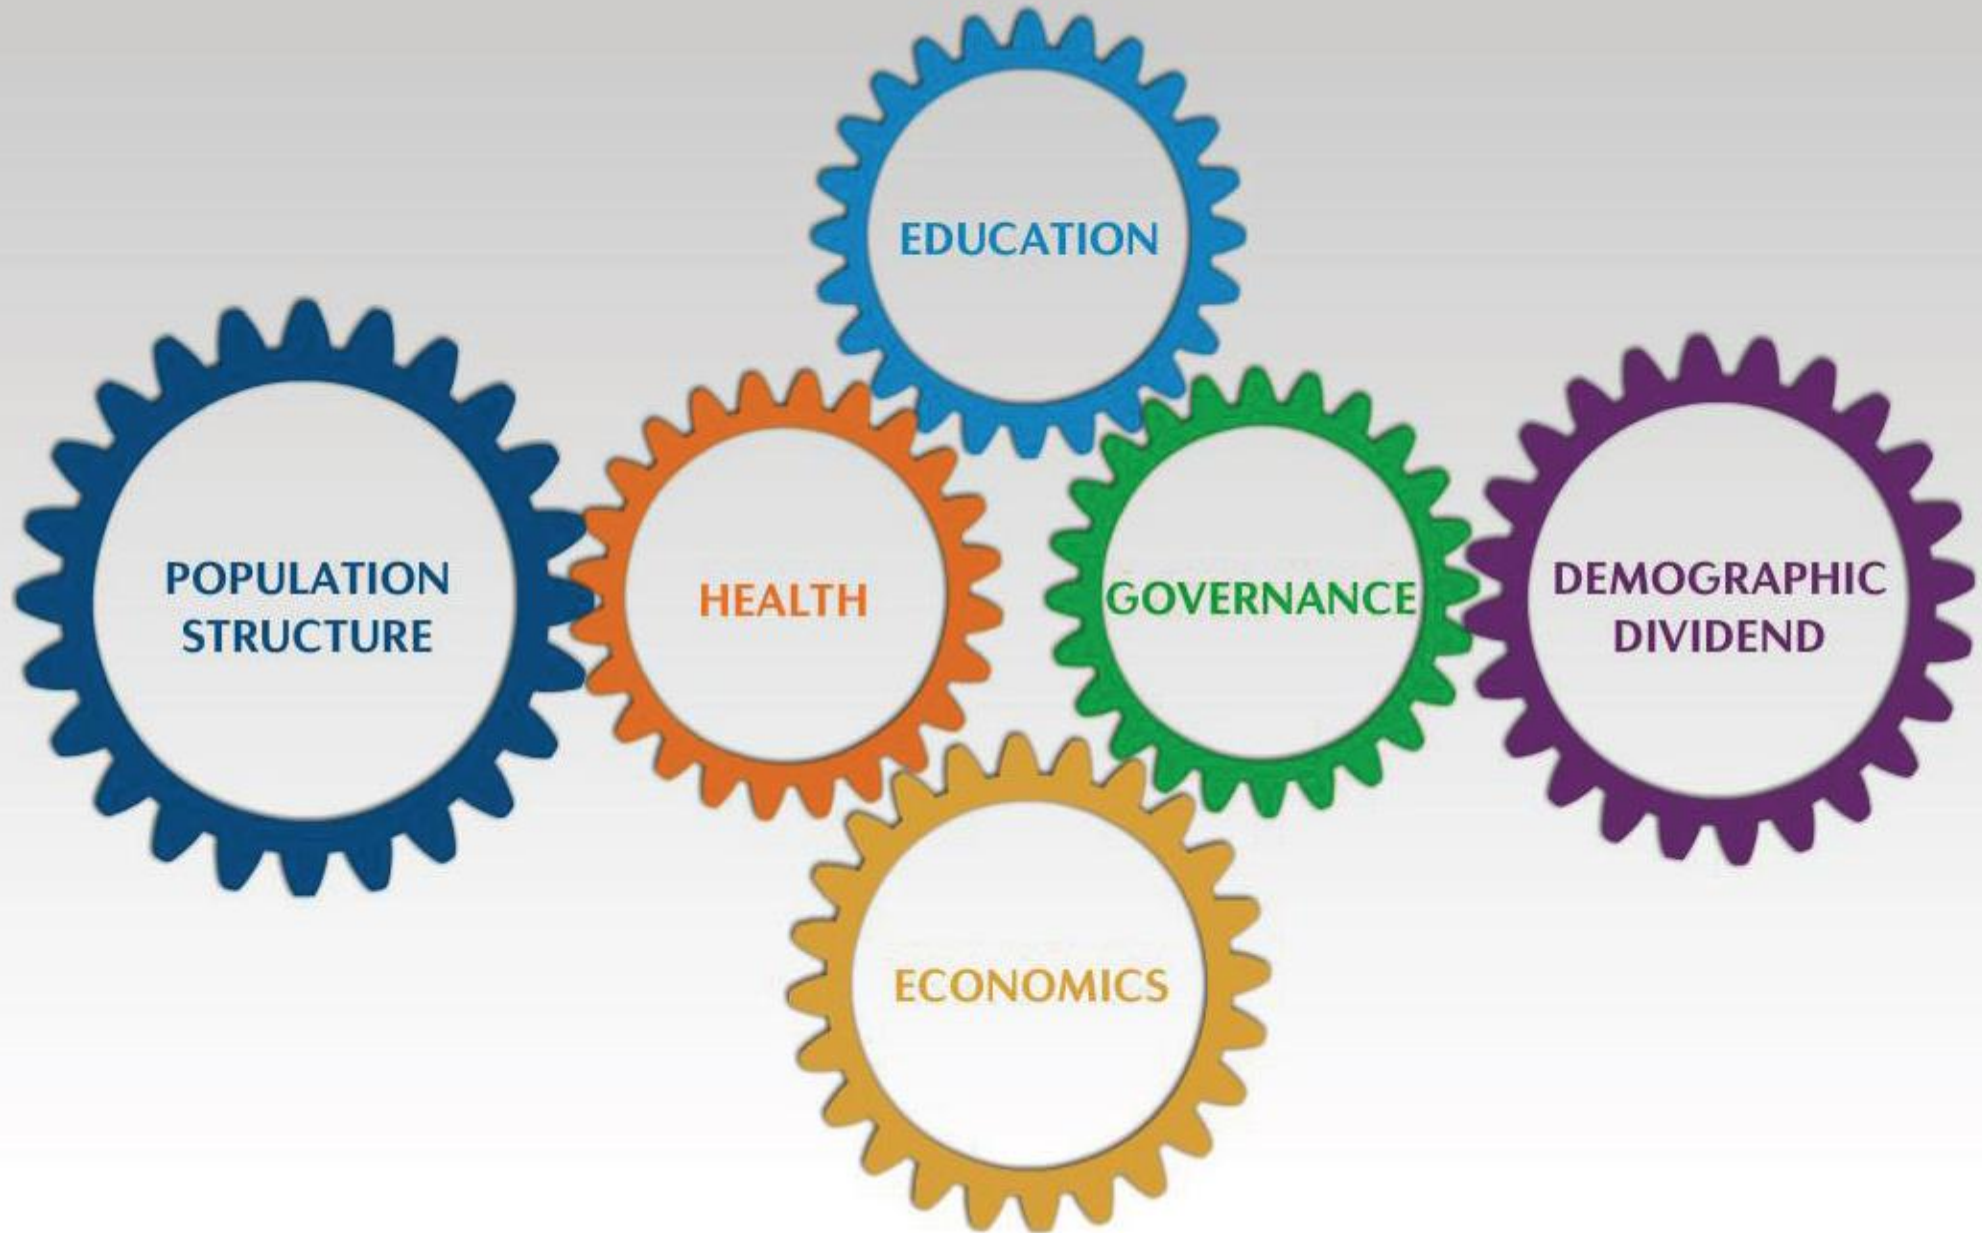 EDUCATION
POPULATION
STRUCTURE
HEALTH
GOVERNANCE
DEMOGRAPHIC
DIVIDEND
ECONOMICS